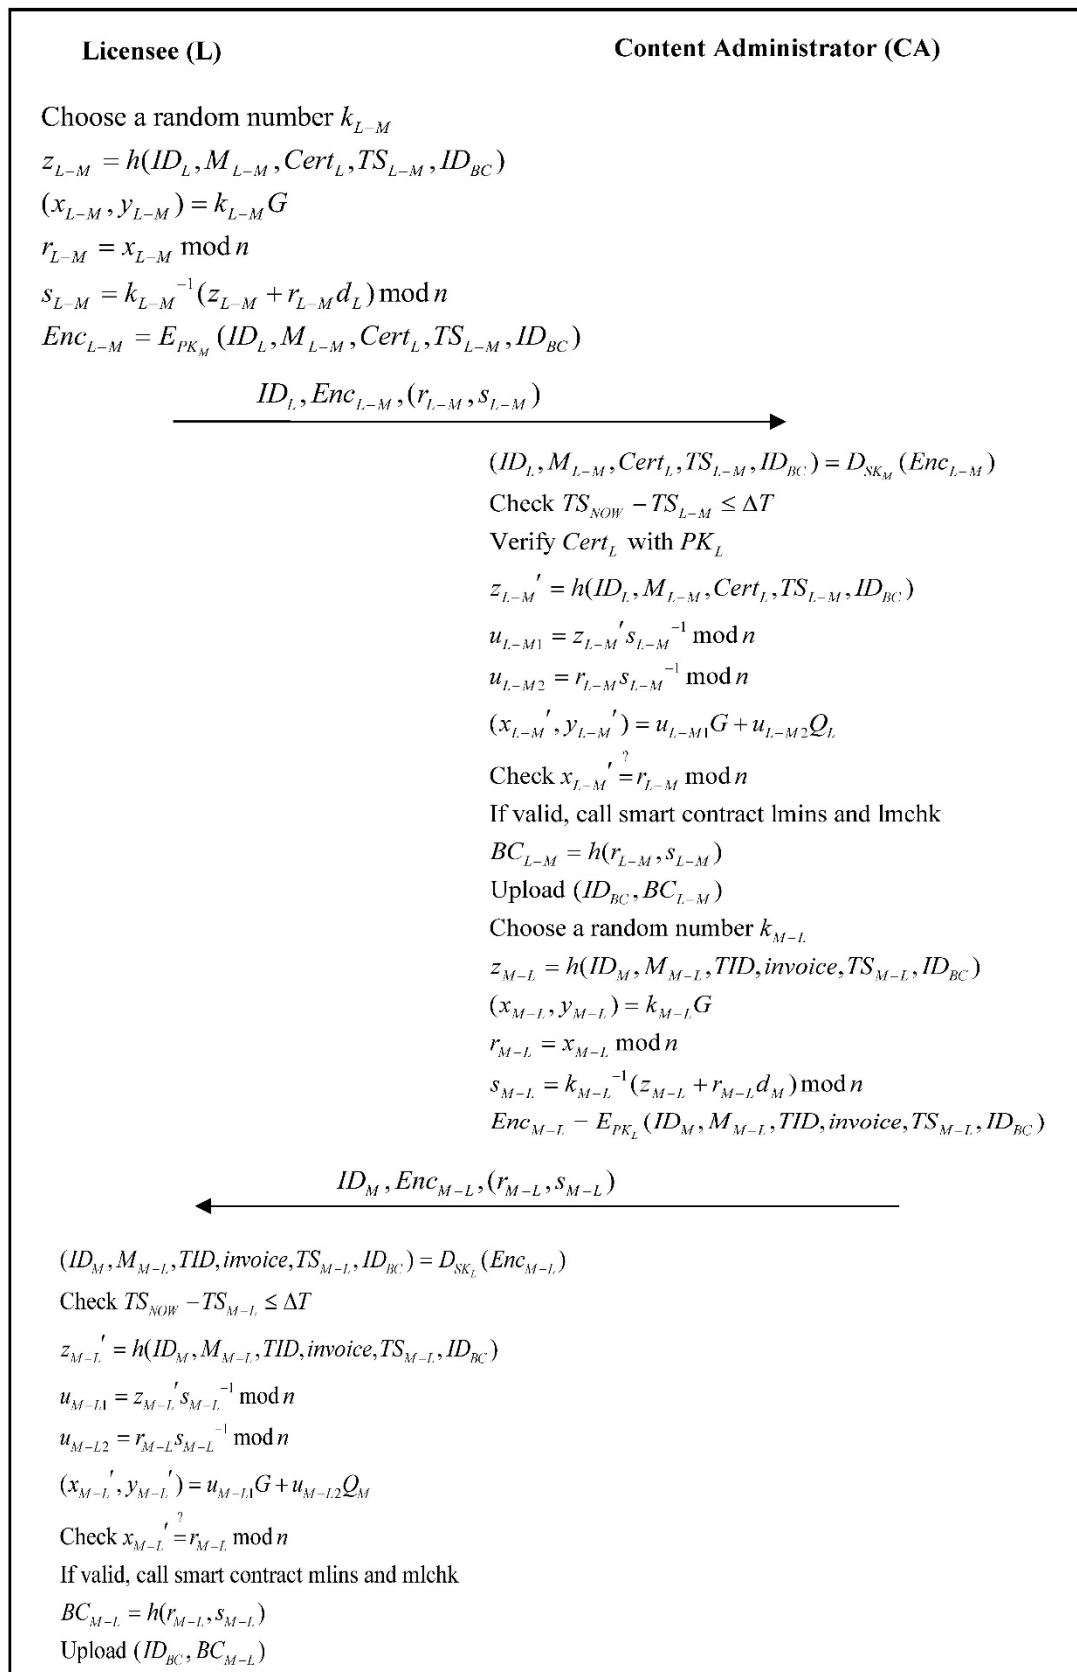 Licensee (L)
Content Administrator (CA)
Choose a random number k_{L-M}
z_{L-M} = h(ID_L, M_{L-M}, Cert_L, TS_{L-M}, ID_{BC})
(x_{L-M}, y_{L-M}) = k_{L-M}G
r_{L-M} = x_{L-M} mod n
s_{L-M} = k_{L-M}^{-1}(z_{L-M} + r_{L-M}d_L) mod n
Enc_{L-M} = E_{PK_M}(ID_L, M_{L-M}, Cert_L, TS_{L-M}, ID_{BC})
ID_L, Enc_{L-M}, (r_{L-M}, s_{L-M})
(ID_L, M_{L-M}, Cert_L, TS_{L-M}, ID_{BC}) = D_{SK_M}(Enc_{L-M})
Check TS_{NOW} − TS_{L-M} ≤ ΔT
Verify Cert_L with PK_L
z_{L-M}' = h(ID_L, M_{L-M}, Cert_L, TS_{L-M}, ID_{BC})
u_{L-M1} = z_{L-M}'s_{L-M}^{-1} mod n
u_{L-M2} = r_{L-M}s_{L-M}^{-1} mod n
(x_{L-M}', y_{L-M}') = u_{L-M1}G + u_{L-M2}Q_L
Check x_{L-M}' =^? r_{L-M} mod n
If valid, call smart contract lmins and lmchk
BC_{L-M} = h(r_{L-M}, s_{L-M})
Upload (ID_{BC}, BC_{L-M})
Choose a random number k_{M-L}
z_{M-L} = h(ID_M, M_{M-L}, TID, invoice, TS_{M-L}, ID_{BC})
(x_{M-L}, y_{M-L}) = k_{M-L}G
r_{M-L} = x_{M-L} mod n
s_{M-L} = k_{M-L}^{-1}(z_{M-L} + r_{M-L}d_M) mod n
Enc_{M-L} − E_{PK_L}(ID_M, M_{M-L}, TID, invoice, TS_{M-L}, ID_{BC})
ID_M, Enc_{M-L}, (r_{M-L}, s_{M-L})
(ID_M, M_{M-L}, TID, invoice, TS_{M-L}, ID_{BC}) = D_{SK_L}(Enc_{M-L})
Check TS_{NOW} − TS_{M-L} ≤ ΔT
z_{M-L}' = h(ID_M, M_{M-L}, TID, invoice, TS_{M-L}, ID_{BC})
u_{M-L1} = z_{M-L}'s_{M-L}^{-1} mod n
u_{M-L2} = r_{M-L}s_{M-L}^{-1} mod n
(x_{M-L}', y_{M-L}') = u_{M-L1}G + u_{M-L2}Q_M
Check x_{M-L}' =^? r_{M-L} mod n
If valid, call smart contract mlins and mlchk
BC_{M-L} = h(r_{M-L}, s_{M-L})
Upload (ID_{BC}, BC_{M-L})